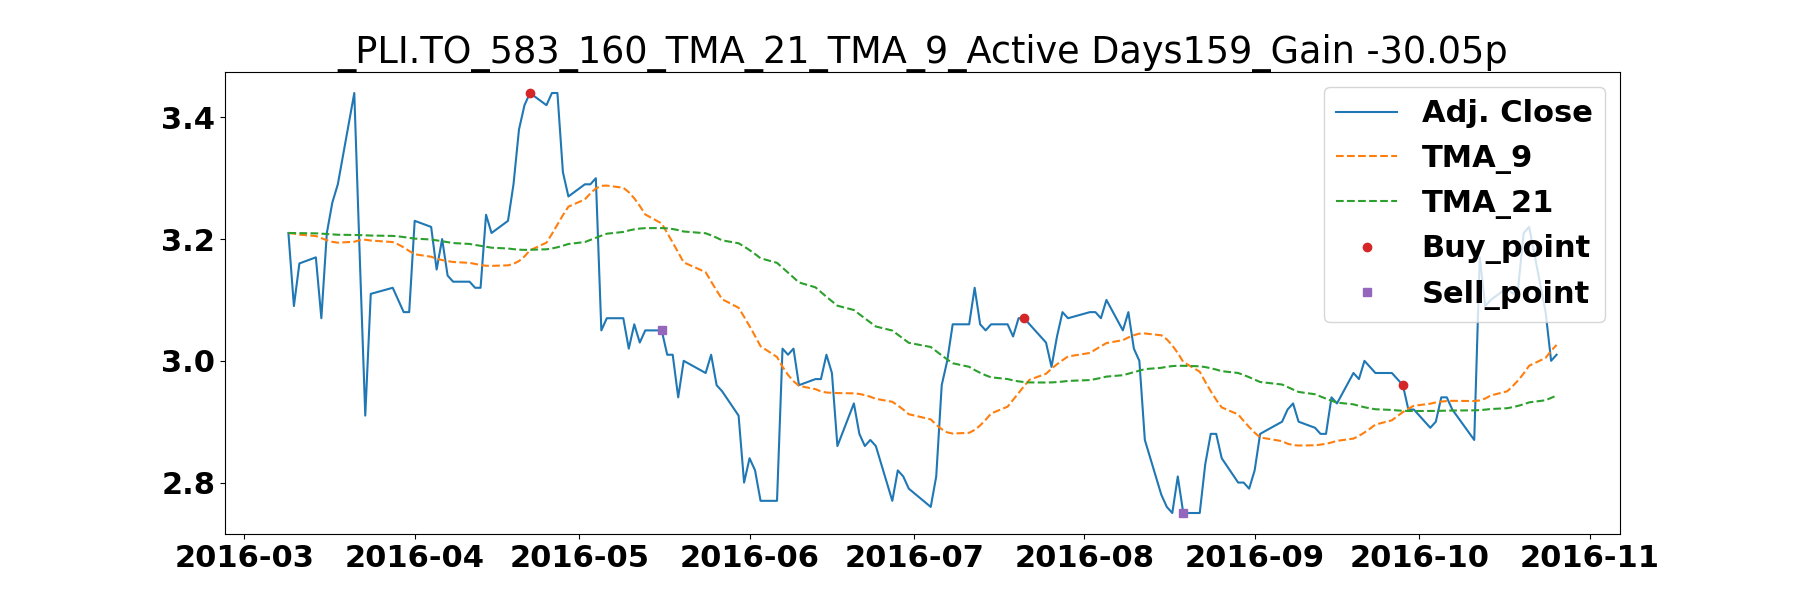 _PLI.TO_583_160_TMA_21_TMA_9_Active Days159_Gain -30.05p
3.4
3.2
3.0
2.8
Adj. Close
TMA_9
TMA_21
Buy_point
Sell_point
2016-03 2016-04 2016-05 2016-06 2016-07 2016-08 2016-09 2016-10 2016-11